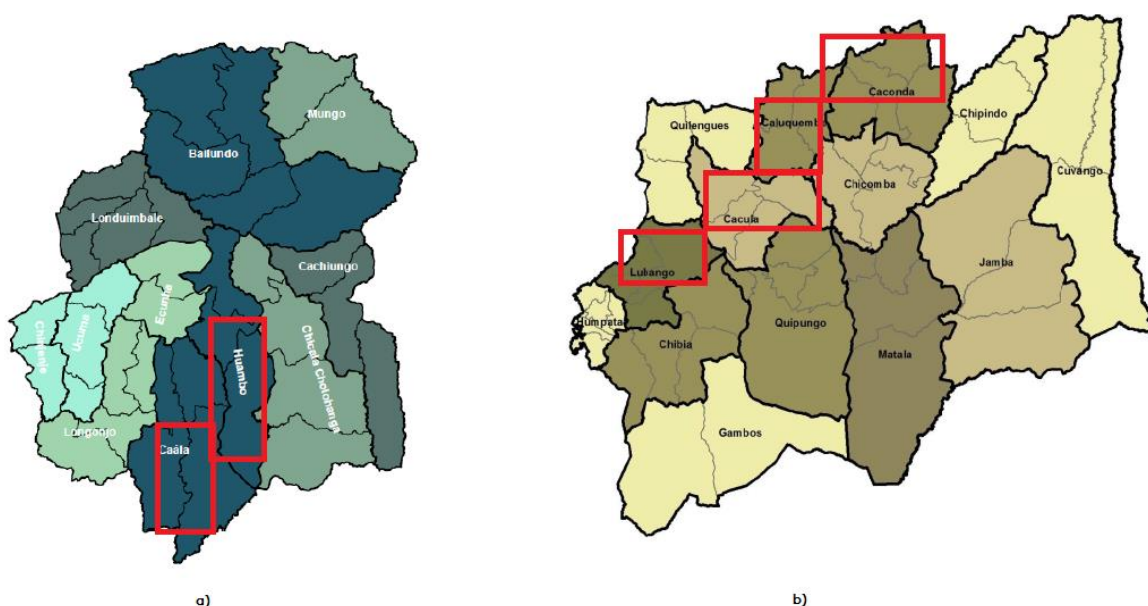 Mungo
Bailundo
Londuimbale
Cachiungo
Ecunha
Ucuma
Chinjenje
Huambo
Chicala Cholohanga
Longonjo
Caála
a)
Caconda
Chipindo
Quilengues
Caluquembe
Cuvango
Chicomba
Cacula
Jamba
Lubango
Humpata
Quipungo
Chibia
Matala
Gambos
b)